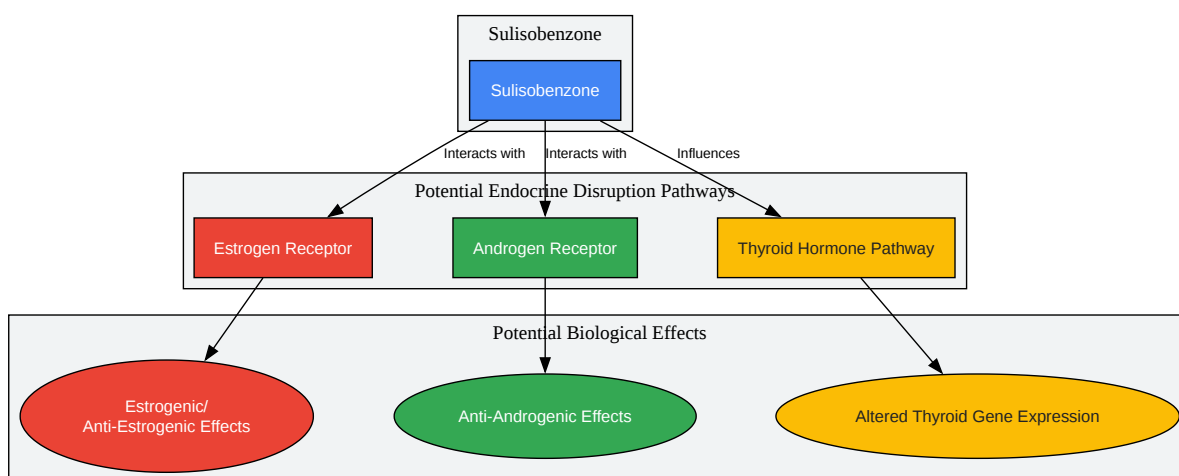 Sulisobenzone
Sulisobenzone
Interacts with
Interacts with
Influences
Potential Endocrine Disruption Pathways
Estrogen Receptor
Androgen Receptor
Thyroid Hormone Pathway
Potential Biological Effects
Estrogenic/
Anti-Estrogenic Effects
Anti-Androgenic Effects
Altered Thyroid Gene Expression